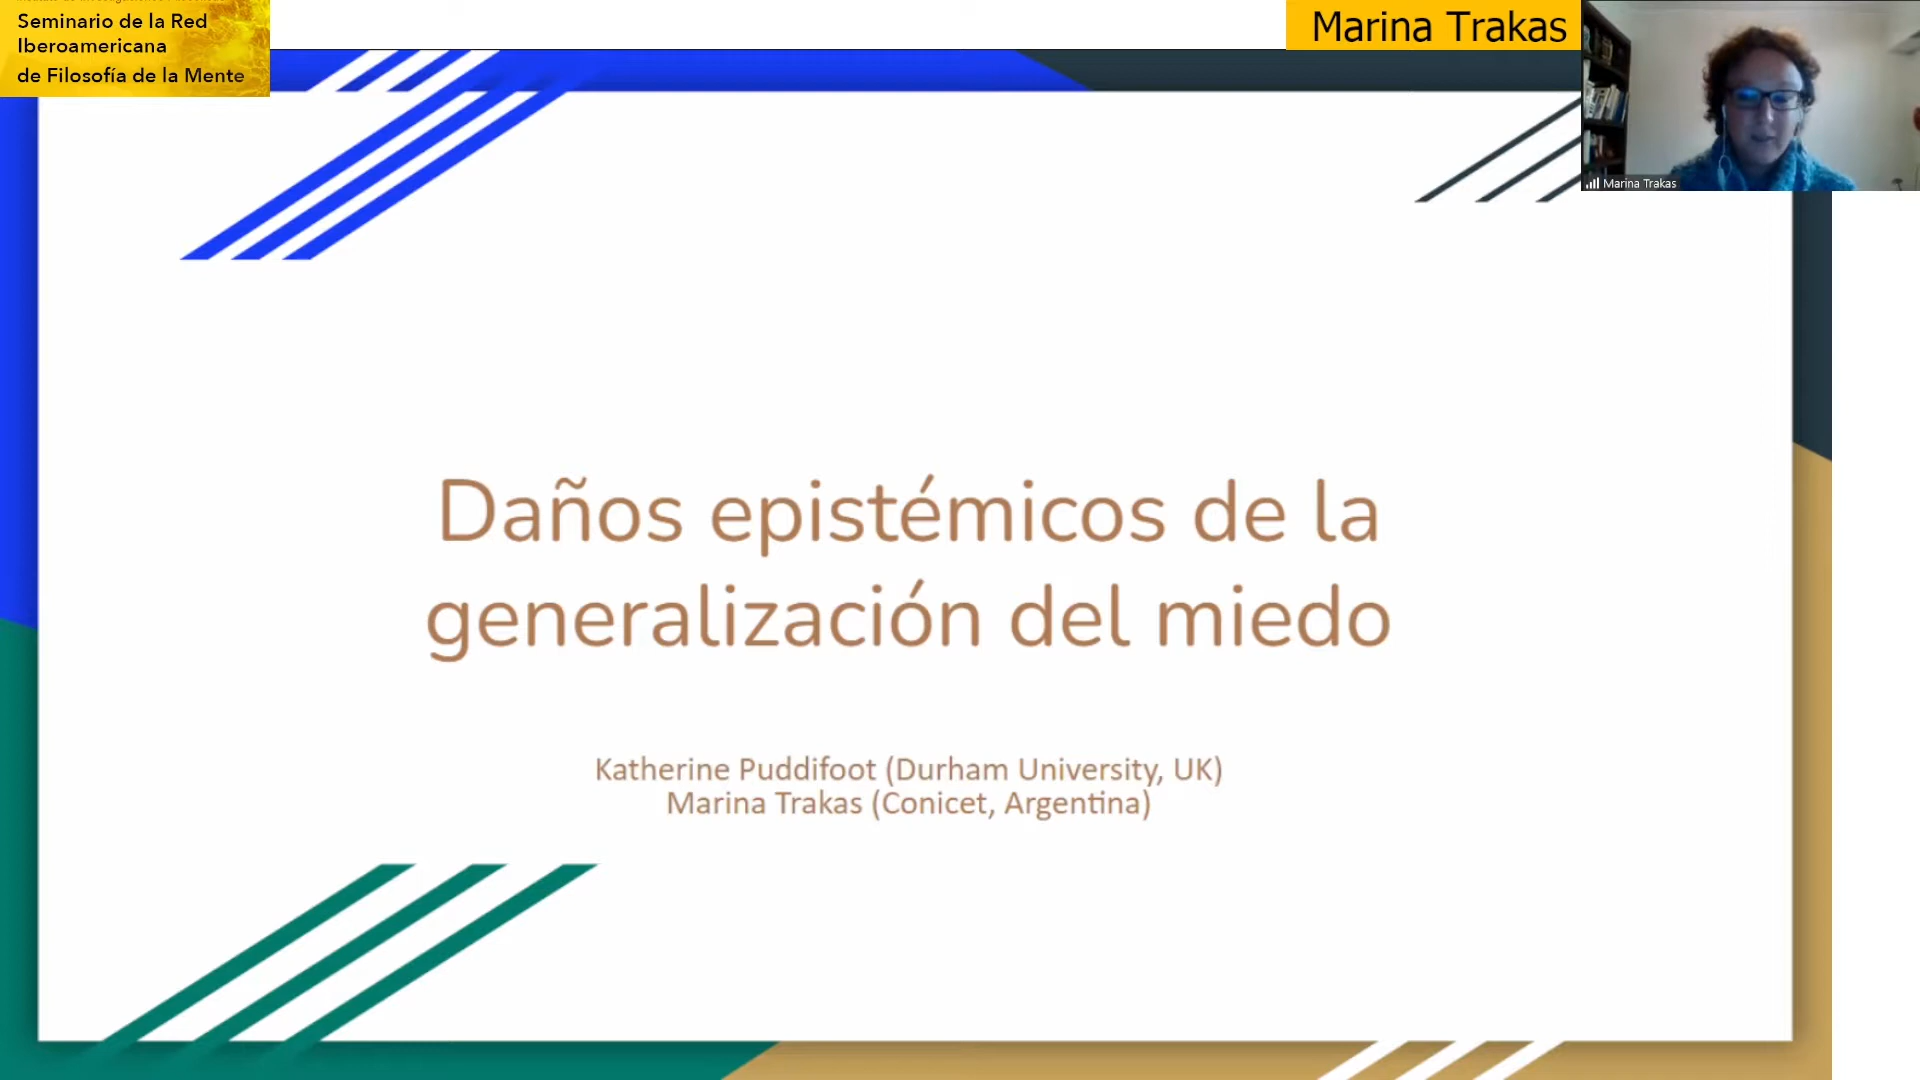 Seminario de la Red
Iberoamericana
de Filosofía de la Mente
Marina Trakas
Marina Trakas
Daños epistémicos de la
generalización del miedo
Katherine Puddifoot (Durham University, UK)
Marina Trakas (Conicet, Argentina)